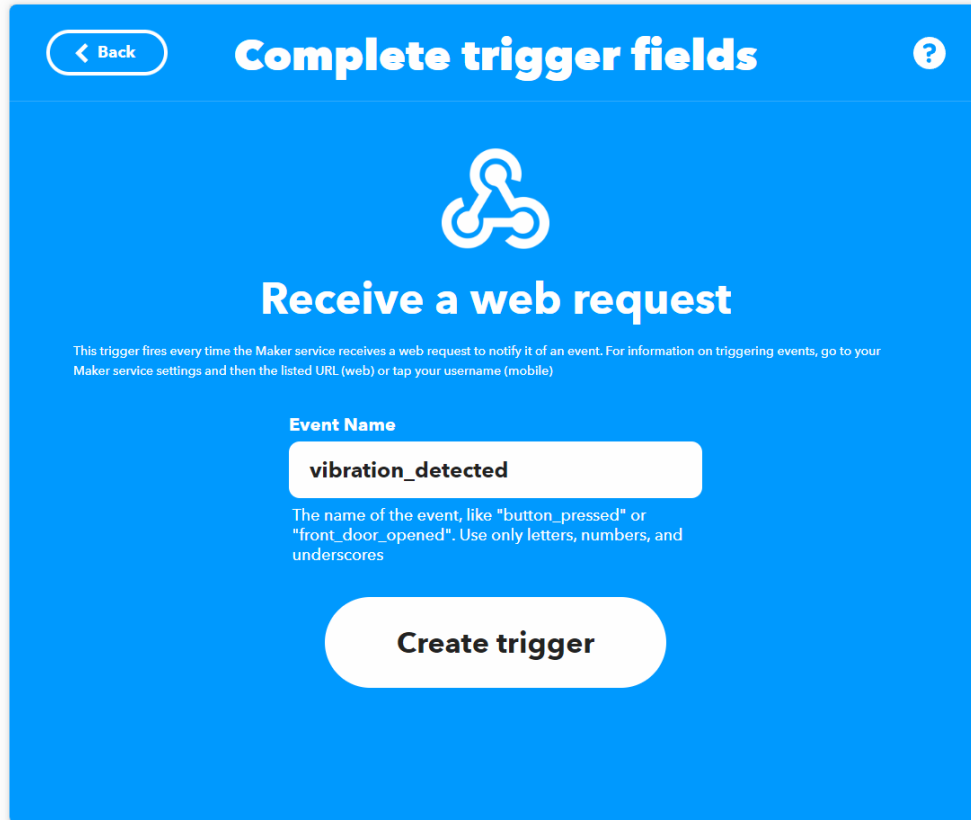 Back
Complete trigger fields
?
Receive a web request
This trigger fires every time the Maker service receives a web request to notify it of an event. For information on triggering events, go to your
Maker service settings and then the listed URL (web) or tap your username (mobile)
Event Name
vibration_detected
The name of the event, like "button_pressed" or
"front_door_opened". Use only letters, numbers, and
underscores
Create trigger